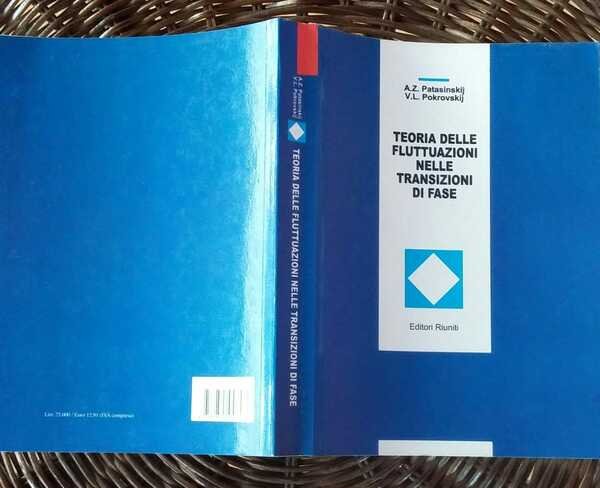 A.Z. Patasinskij
V.L. Pokrovskij
TEORIA DELLE
FLUTTUAZIONI
NELLE
TRANSIZIONI
DI FASE
Editori Riuniti
A.Z. Patasinskij
V.L. Pokrovskij
TEORIA DELLE FLUTTUAZIONI NELLE TRANSIZIONI DI FASE